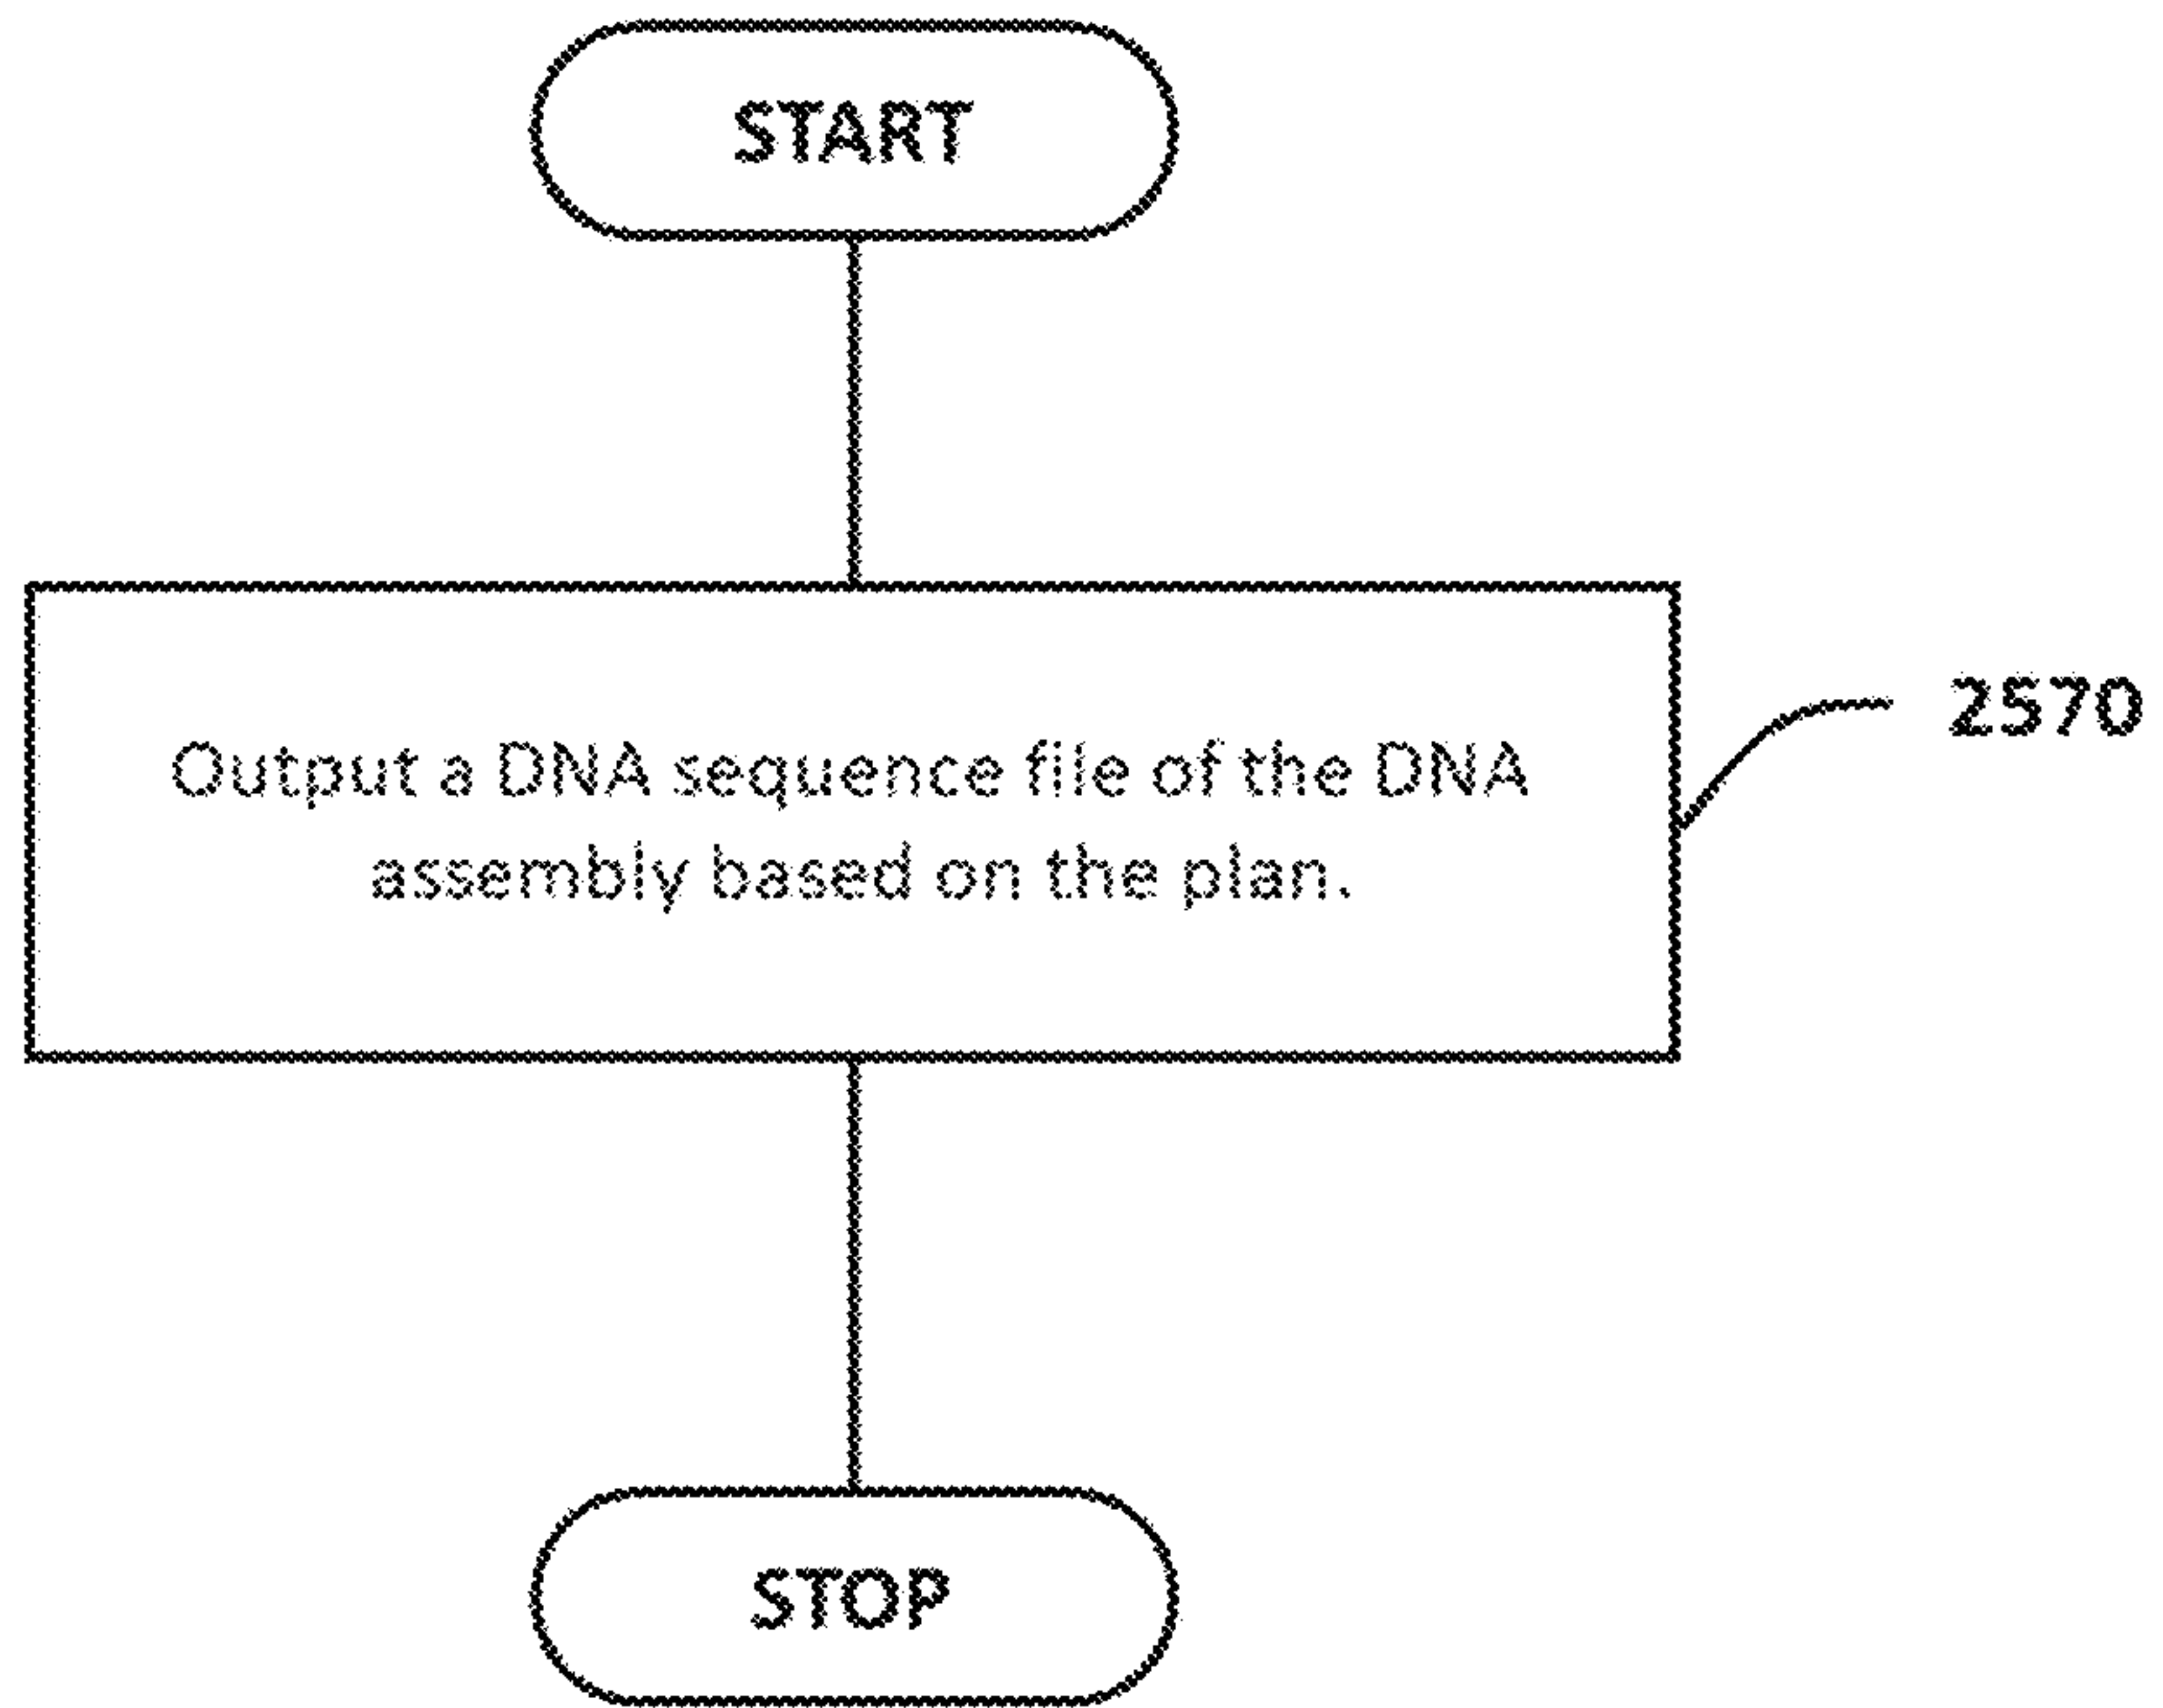 START
Output a DNA sequence file of the DNA
assembly based on the plan.
2570
STOP